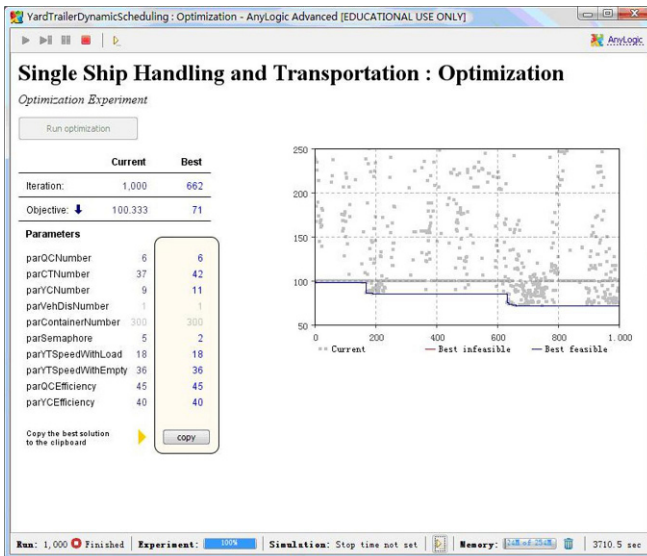 YardTrailerDynamicScheduling : Optimization - AnyLogic Advanced [EDUCATIONAL USE ONLY]
AnyLogic
Single Ship Handling and Transportation : Optimization
Optimization Experiment
Run optimization
Current Best
Iteration: 1,000 662
Objective: 100.333 71
Parameters
parQCNumber 6 6
parCTNumber 37 42
parYCNumber 9 11
parVehDisNumber 1 1
parContainerNumber 300 300
parSemaphore 5 2
parYTSpeedWithLoad 18 18
parYTSpeedWithEmpty 36 36
parQCEfficiency 45 45
parYCEfficiency 40 40
Copy the best solution
to the clipboard
copy
250
200
150
100
50
0 200 400 600 800 1.000
Current Best infeasible Best feasible
Run: 1,000 Finished Experiment: 100% Simulation: Stop time not set Memory: 3710.5 sec